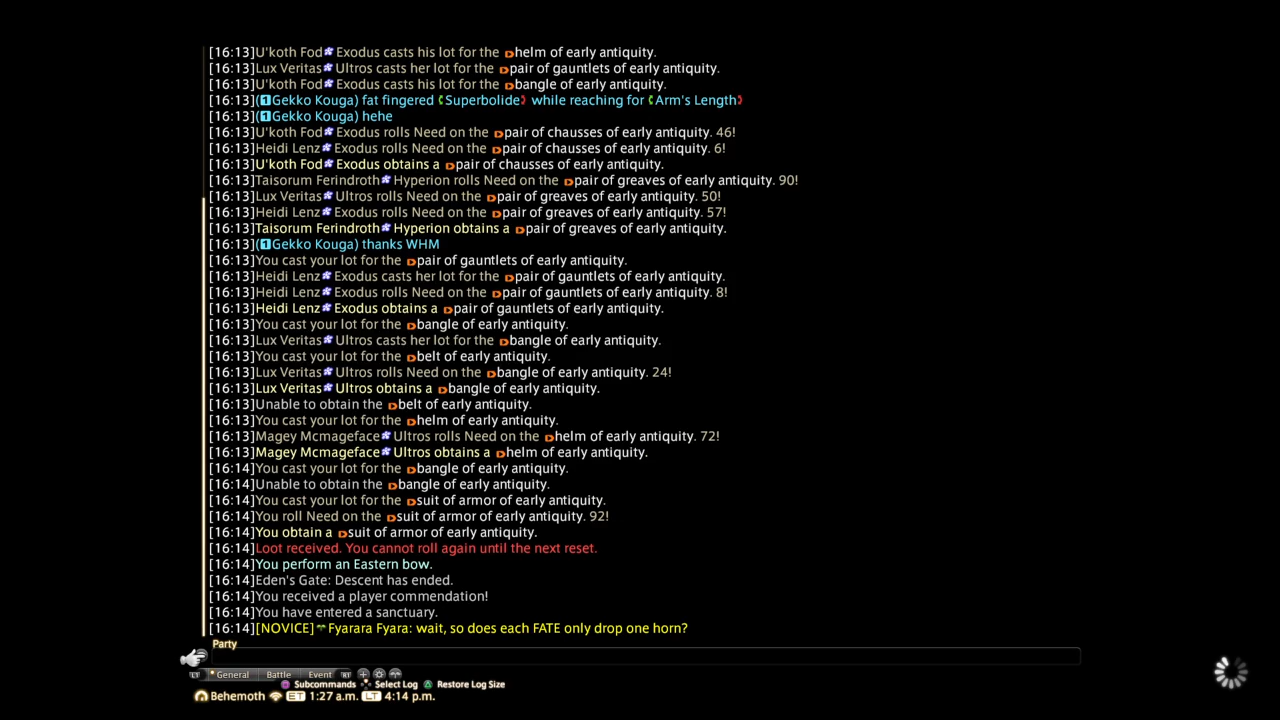 [16:13]U'koth Fod Exodus casts his lot for the helm of early antiquity.
[16:13]Lux Veritas Ultros casts her lot for the pair of gauntlets of early antiquity.
[16:13]U'koth Fod Exodus casts his lot for the bangle of early antiquity.
[16:13](1Gekko Kouga) fat fingered Superbolide while reaching for Arm's Length
[16:13](1Gekko Kouga) hehe
[16:13]U'koth Fod Exodus rolls Need on the pair of chausses of early antiquity. 46!
[16:13]Heidi Lenz Exodus rolls Need on the pair of chausses of early antiquity. 6!
[16:13]U'koth Fod Exodus obtains a pair of chausses of early antiquity.
[16:13]Taisorum Ferindroth Hyperion rolls Need on the pair of greaves of early antiquity. 90!
[16:13]Lux Veritas Ultros rolls Need on the pair of greaves of early antiquity. 50!
[16:13]Heidi Lenz Exodus rolls Need on the pair of greaves of early antiquity. 57!
[16:13]Taisorum Ferindroth Hyperion obtains a pair of greaves of early antiquity.
[16:13](1Gekko Kouga) thanks WHM
[16:13]You cast your lot for the pair of gauntlets of early antiquity.
[16:13]Heidi Lenz Exodus casts her lot for the pair of gauntlets of early antiquity.
[16:13]Heidi Lenz Exodus rolls Need on the pair of gauntlets of early antiquity. 8!
[16:13]Heidi Lenz Exodus obtains a pair of gauntlets of early antiquity.
[16:13]You cast your lot for the bangle of early antiquity.
[16:13]Lux Veritas Ultros casts her lot for the bangle of early antiquity.
[16:13]You cast your lot for the belt of early antiquity.
[16:13]Lux Veritas Ultros rolls Need on the bangle of early antiquity. 24!
[16:13]Lux Veritas Ultros obtains a bangle of early antiquity.
[16:13]Unable to obtain the belt of early antiquity.
[16:13]You cast your lot for the helm of early antiquity.
[16:13]Magey Mcmageface Ultros rolls Need on the helm of early antiquity. 72!
[16:13]Magey Mcmageface Ultros obtains a helm of early antiquity.
[16:14]You cast your lot for the bangle of early antiquity.
[16:14]Unable to obtain the bangle of early antiquity.
[16:14]You cast your lot for the suit of armor of early antiquity.
[16:14]You roll Need on the suit of armor of early antiquity. 92!
[16:14]You obtain a suit of armor of early antiquity.
[16:14]Loot received. You cannot roll again until the next reset.
[16:14]You perform an Eastern bow.
[16:14]Eden's Gate: Descent has ended.
[16:14]You received a player commendation!
[16:14]You have entered a sanctuary.
[16:14][NOVICE] Fyarara Fyara: wait, so does each FATE only drop one horn?
Party
L1 General Battle Event R1
Subcommands Select Log Restore Log Size
Behemoth ET 1:27 a.m. LT 4:14 p.m.